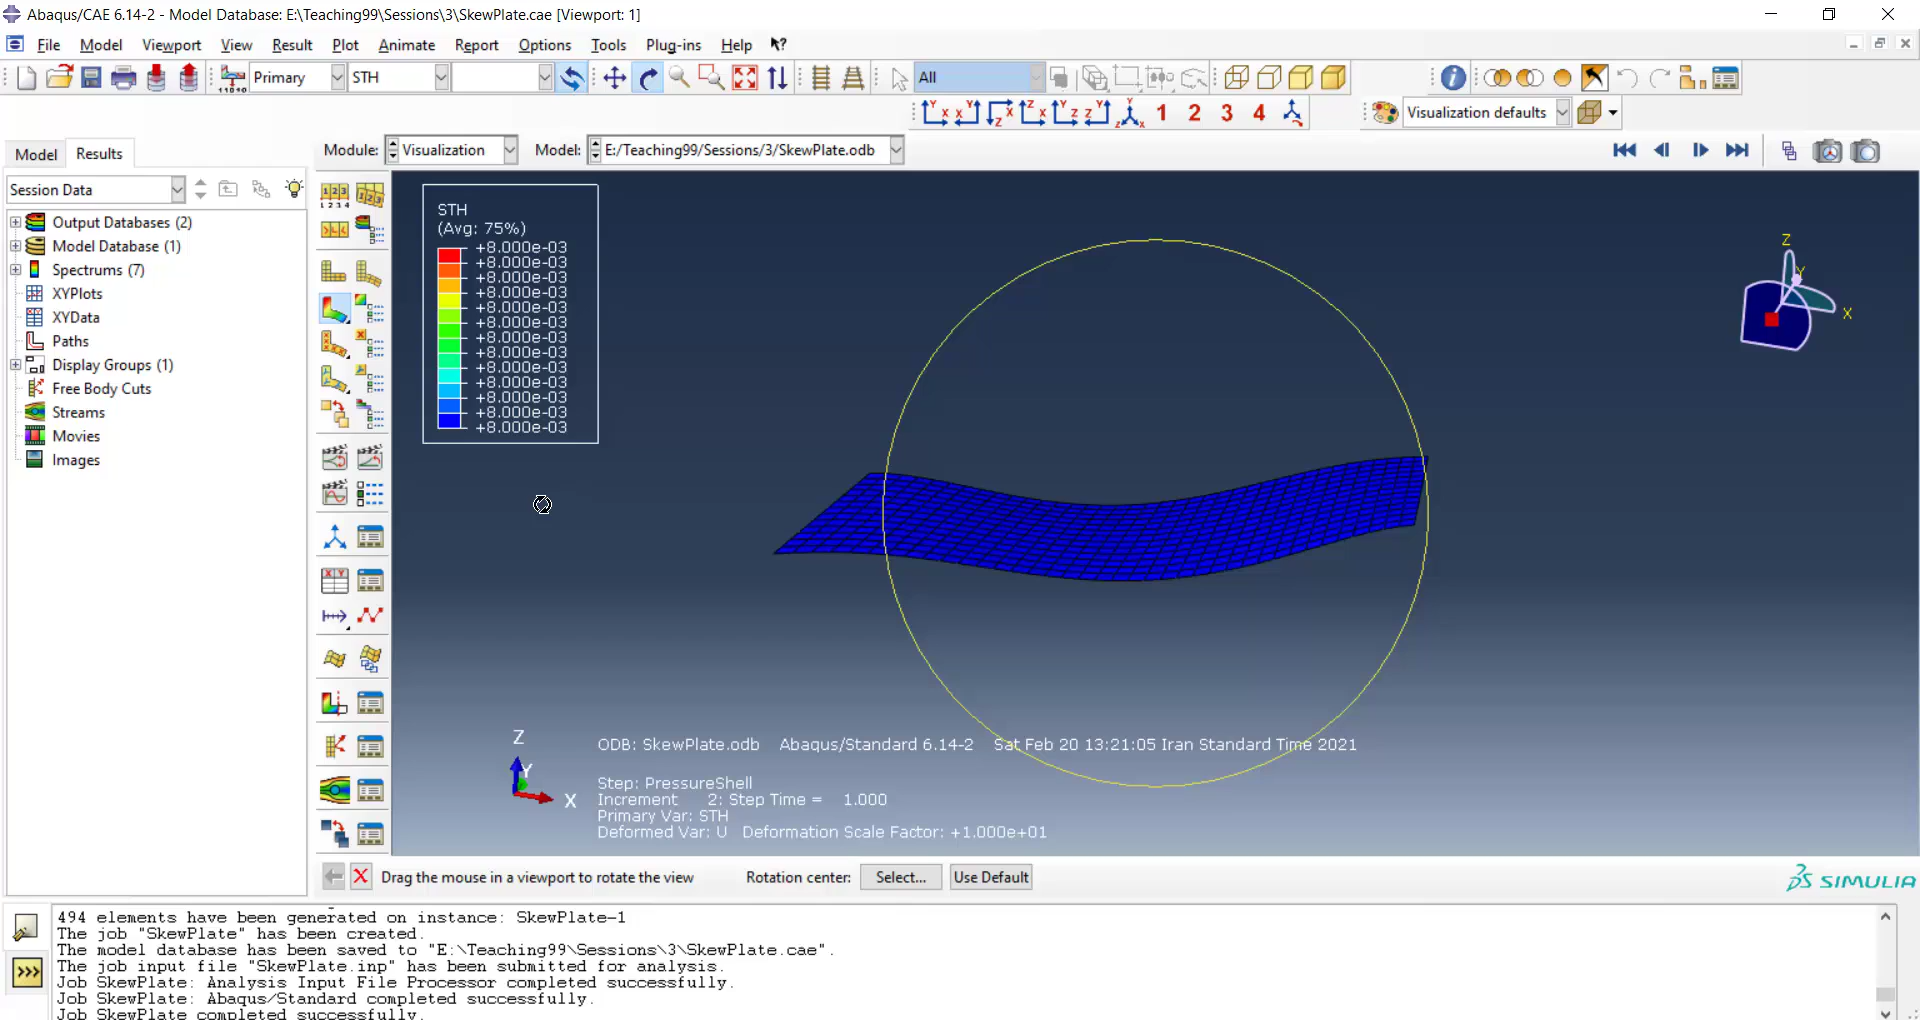 Abaqus/CAE 6.14-2 - Model Database: E:\Teaching99\Sessions\3\SkewPlate.cae [Viewport: 1]
File Model Viewport View Result Plot Animate Report Options Tools Plug-ins Help
Primary STH All
Y X X Y Z X Z X Y Z Z Y 1 2 3 4 Visualization defaults
Model Results Module: Visualization Model: E:/Teaching99/Sessions/3/SkewPlate.odb
Session Data
Output Databases (2)
Model Database (1)
Spectrums (7)
XYPlots
XYData
Paths
Display Groups (1)
Free Body Cuts
Streams
Movies
Images
STH
(Avg: 75%)
+8.000e-03
+8.000e-03
+8.000e-03
+8.000e-03
+8.000e-03
+8.000e-03
+8.000e-03
+8.000e-03
+8.000e-03
+8.000e-03
+8.000e-03
+8.000e-03
+8.000e-03
Z
Y
X
Z
Y
X
ODB: SkewPlate.odb Abaqus/Standard 6.14-2 Sat Feb 20 13:21:05 Iran Standard Time 2021
Step: PressureShell
Increment 2: Step Time = 1.000
Primary Var: STH
Deformed Var: U Deformation Scale Factor: +1.000e+01
Drag the mouse in a viewport to rotate the view Rotation center: Select... Use Default
SIMULIA
494 elements have been generated on instance: SkewPlate-1
The job "SkewPlate" has been created.
The model database has been saved to "E:\Teaching99\Sessions\3\SkewPlate.cae".
The job input file "SkewPlate.inp" has been submitted for analysis.
Job SkewPlate: Analysis Input File Processor completed successfully.
Job SkewPlate: Abaqus/Standard completed successfully.
Job SkewPlate completed successfully.